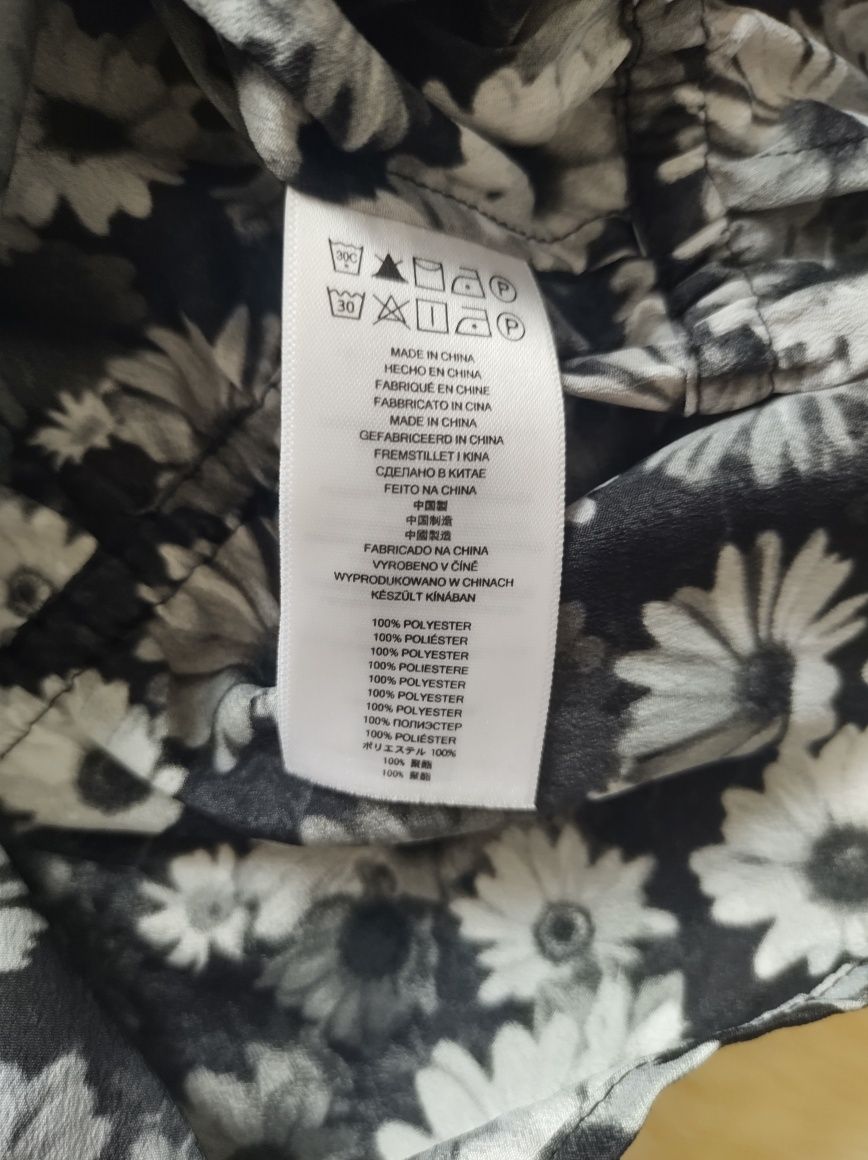 30C P
30 P
MADE IN CHINA
HECHO EN CHINA
FABRIQUÉ EN CHINE
FABBRICATO IN CINA
MADE IN CHINA
GEFABRICEERD IN CHINA
FREMSTILLET I KINA
СДЕЛАНО В КИТАЕ
FEITO NA CHINA
中国製
中国制造
中國製造
FABRICADO NA CHINA
VYROBENO V ČÍNĚ
WYPRODUKOWANO W CHINACH
KÉSZÜLT KÍNÁBAN
100% POLYESTER
100% POLIÉSTER
100% POLYESTER
100% POLIESTERE
100% POLYESTER
100% POLYESTER
100% POLYESTER
100% ПОЛИЭСТЕР
100% POLIÉSTER
ポリエステル 100%
100% 聚酯
100% 聚酯